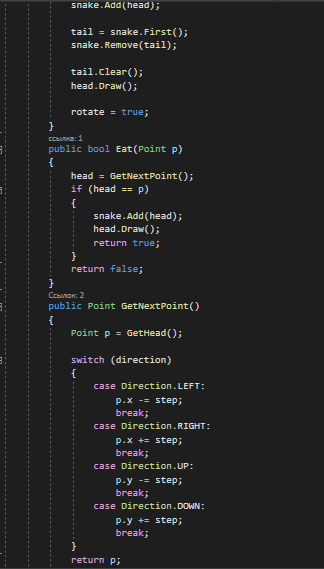 snake.Add(head);
tail = snake.First();
snake.Remove(tail);
tail.Clear();
head.Draw();
rotate = true;
}
ссылка: 1
public bool Eat(Point p)
{
head = GetNextPoint();
if (head == p)
{
snake.Add(head);
head.Draw();
return true;
}
return false;
}
Ссылок: 2
public Point GetNextPoint()
{
Point p = GetHead();
switch (direction)
{
case Direction.LEFT:
p.x -= step;
break;
case Direction.RIGHT:
p.x += step;
break;
case Direction.UP:
p.y -= step;
break;
case Direction.DOWN:
p.y += step;
break;
}
return p;